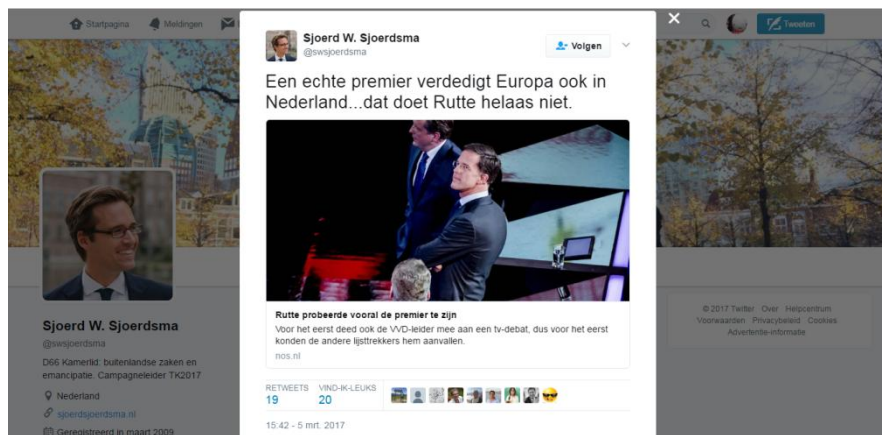 Startpagina Meldingen
Tweeten
Sjoerd W. Sjoerdsma
@swsjoerdsma
Volgen
Een echte premier verdedigt Europa ook in
Nederland...dat doet Rutte helaas niet.
Rutte probeerde vooral de premier te zijn
Voor het eerst deed ook de VVD-leider mee aan een tv-debat, dus voor het eerst
konden de andere lijsttrekkers hem aanvallen.
nos.nl
RETWEETS VIND-IK-LEUKS
19 20
15:42 - 5 mrt. 2017
Sjoerd W. Sjoerdsma
@swsjoerdsma
D66 Kamerlid: buitenlandse zaken en
emancipatie. Campagneleider TK2017
Nederland
sjoerdsjoerdsma.nl
Geregistreerd in maart 2009
© 2017 Twitter Over Helpcentrum
Voorwaarden Privacybeleid Cookies
Advertentie-informatie